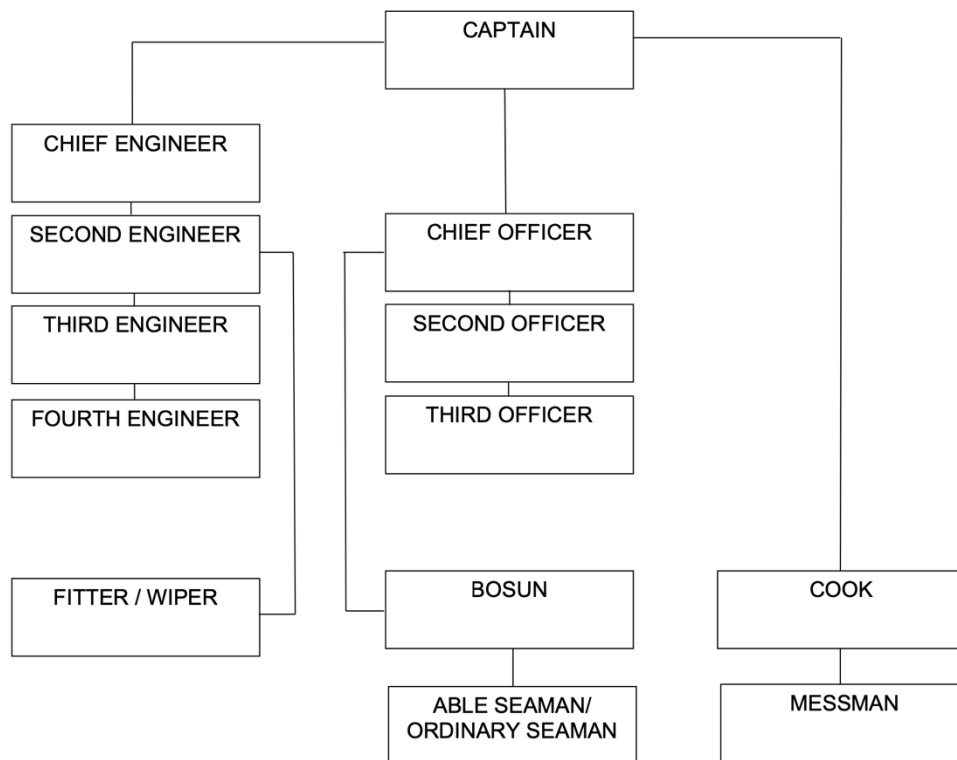 CAPTAIN
CHIEF ENGINEER
SECOND ENGINEER
CHIEF OFFICER
THIRD ENGINEER
SECOND OFFICER
FOURTH ENGINEER
THIRD OFFICER
FITTER / WIPER
BOSUN
COOK
ABLE SEAMAN/
ORDINARY SEAMAN
MESSMAN